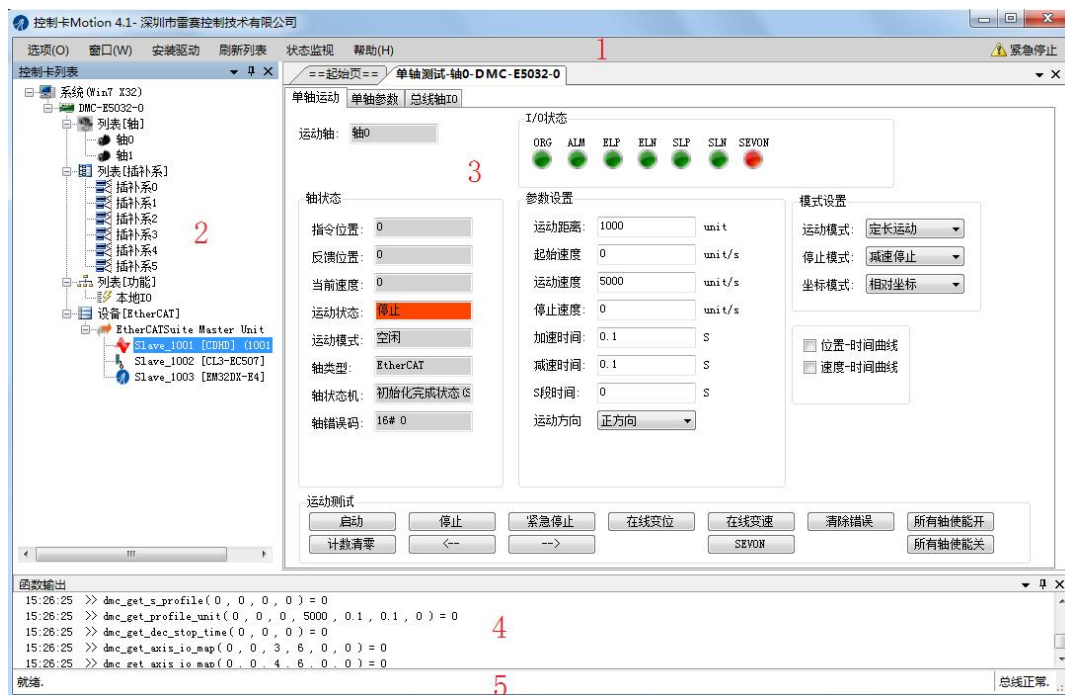 控制卡Motion 4.1- 深圳市雷赛控制技术有限公司
选项(O) 窗口(W) 安装驱动 刷新列表 状态监视 帮助(H) 1 紧急停止
控制卡列表
==起始页== 单轴测试-轴0-DMC-E5032-0
系统(Win7 X32)
DMC-E5032-0
列表[轴]
轴0
轴1
列表[插补系]
插补系0
插补系1
插补系2
插补系3
插补系4
插补系5
列表[功能]
本地IO
设备[EtherCAT]
EtherCATSuite Master Unit
Slave_1001 [CDHD] (1001
Slave_1002 [CL3-EC507]
Slave_1003 [EM32DX-E4]
2
单轴运动 单轴参数 总线轴IO
运动轴: 轴0
3
I/O状态
ORG ALM ELP ELN SLP SLN SEVON
轴状态
指令位置: 0
反馈位置: 0
当前速度: 0
运动状态: 停止
运动模式: 空闲
轴类型: EtherCAT
轴状态机: 初始化完成状态(S
轴错误码: 16# 0
参数设置
运动距离: 1000 unit
起始速度 0 unit/s
运动速度 5000 unit/s
停止速度: 0 unit/s
加速时间: 0.1 S
减速时间: 0.1 S
S段时间: 0 S
运动方向 正方向
模式设置
运动模式: 定长运动
停止模式: 减速停止
坐标模式: 相对坐标
位置-时间曲线
速度-时间曲线
运动测试
启动 停止 紧急停止 在线变位 在线变速 清除错误 所有轴使能开
计数清零 <-- --> SEVON 所有轴使能关
函数输出
15:26:25 >> dmc_get_s_profile( 0 , 0 , 0 , 0 ) = 0
15:26:25 >> dmc_get_profile_unit( 0 , 0 , 0 , 5000 , 0.1 , 0.1 , 0 ) = 0
15:26:25 >> dmc_get_dec_stop_time( 0 , 0 , 0 ) = 0
15:26:25 >> dmc_get_axis_io_map( 0 , 0 , 3 , 6 , 0 , 0 ) = 0
15:26:25 >> dmc_get_axis_io_map( 0 , 0 , 4 , 6 , 0 , 0 ) = 0
4
就绪. 5 总线正常.